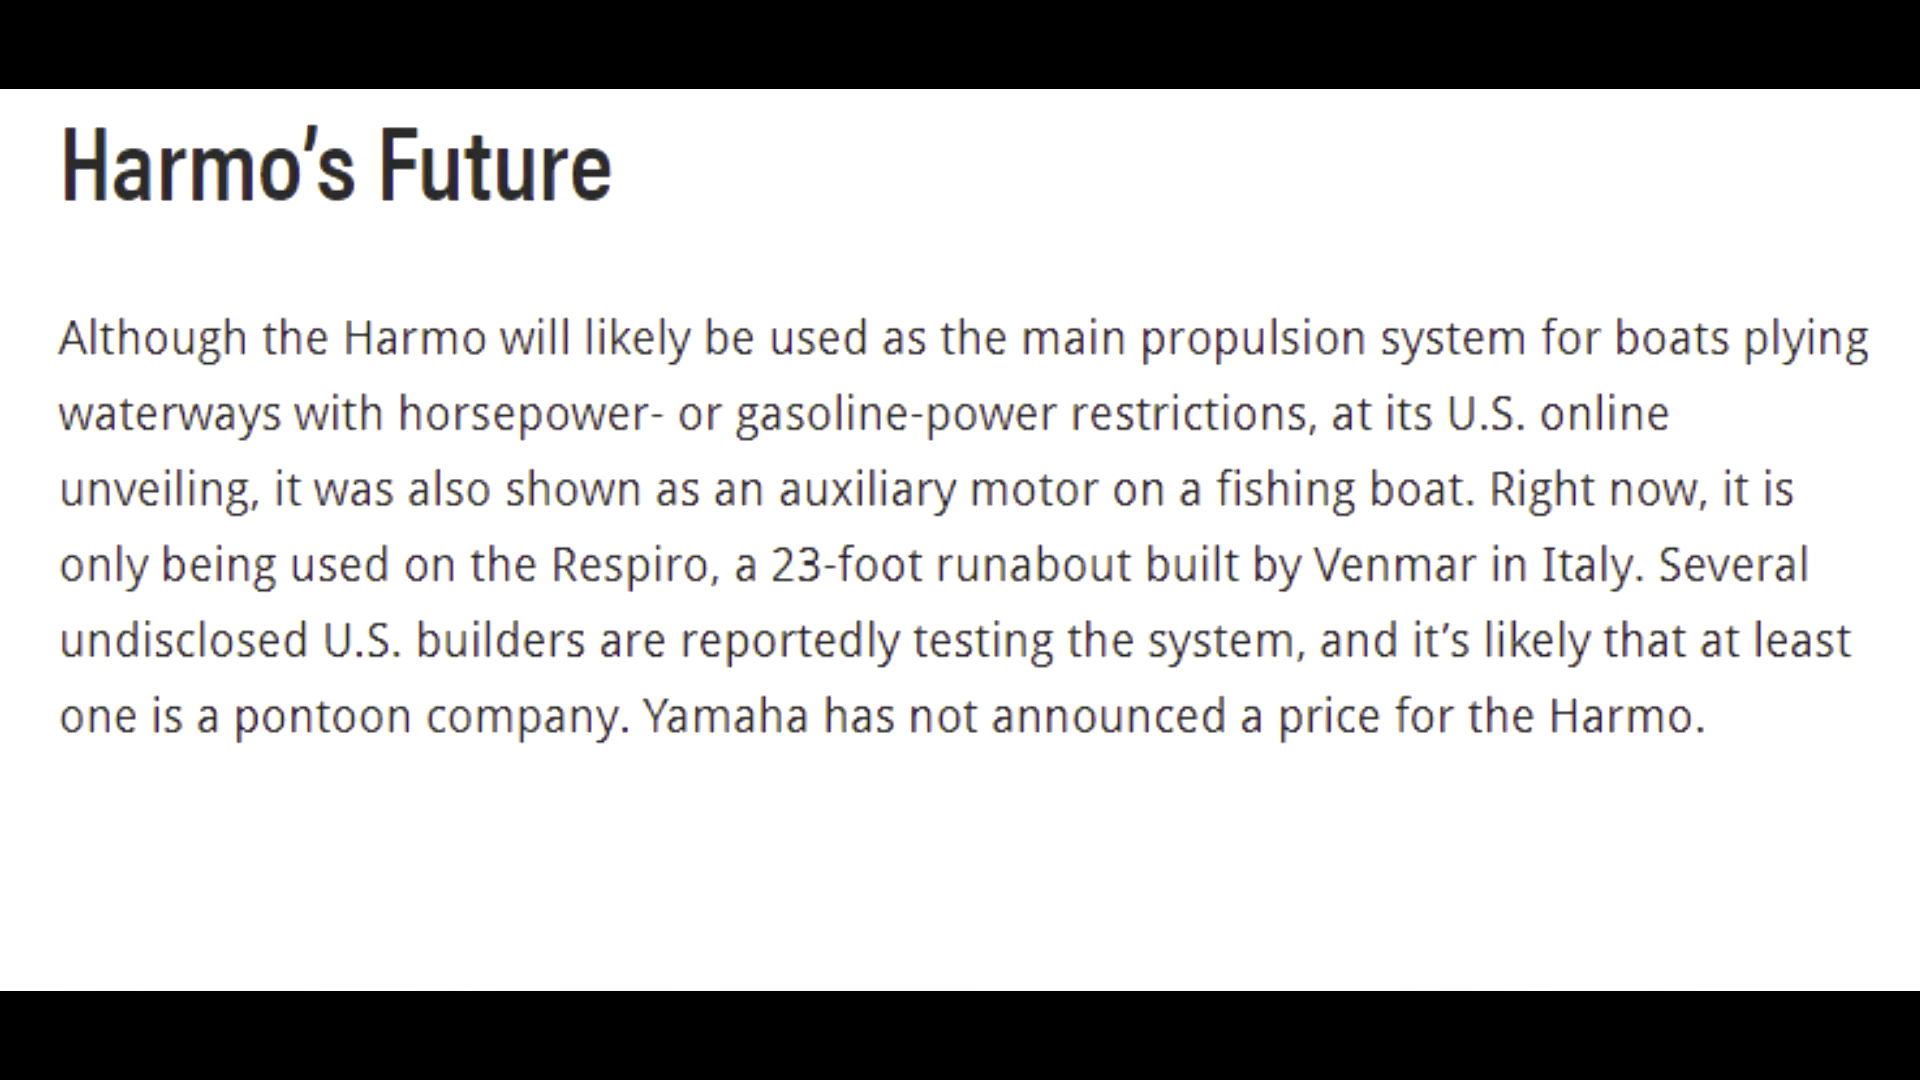 Harmo’s Future
Although the Harmo will likely be used as the main propulsion system for boats plying
waterways with horsepower- or gasoline-power restrictions, at its U.S. online
unveiling, it was also shown as an auxiliary motor on a fishing boat. Right now, it is
only being used on the Respiro, a 23-foot runabout built by Venmar in Italy. Several
undisclosed U.S. builders are reportedly testing the system, and it’s likely that at least
one is a pontoon company. Yamaha has not announced a price for the Harmo.